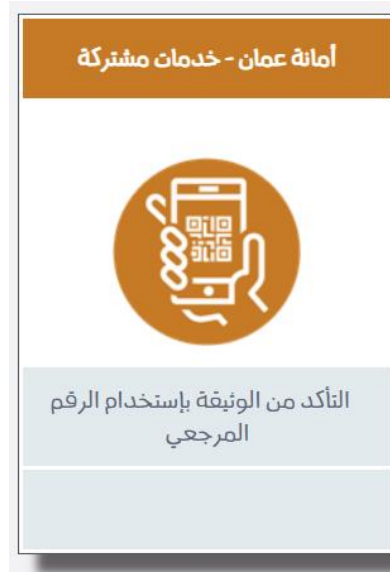 أمانة عمان - خدمات مشتركة
التأكد من الوثيقة بإستخدام الرقم
المرجعي